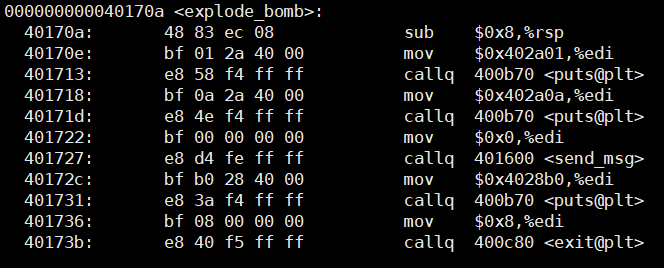 000000000040170a <explode_bomb>:
40170a: 48 83 ec 08 sub $0x8,%rsp
40170e: bf 01 2a 40 00 mov $0x402a01,%edi
401713: e8 58 f4 ff ff callq 400b70 <puts@plt>
401718: bf 0a 2a 40 00 mov $0x402a0a,%edi
40171d: e8 4e f4 ff ff callq 400b70 <puts@plt>
401722: bf 00 00 00 00 mov $0x0,%edi
401727: e8 d4 fe ff ff callq 401600 <send_msg>
40172c: bf b0 28 40 00 mov $0x4028b0,%edi
401731: e8 3a f4 ff ff callq 400b70 <puts@plt>
401736: bf 08 00 00 00 mov $0x8,%edi
40173b: e8 40 f5 ff ff callq 400c80 <exit@plt>